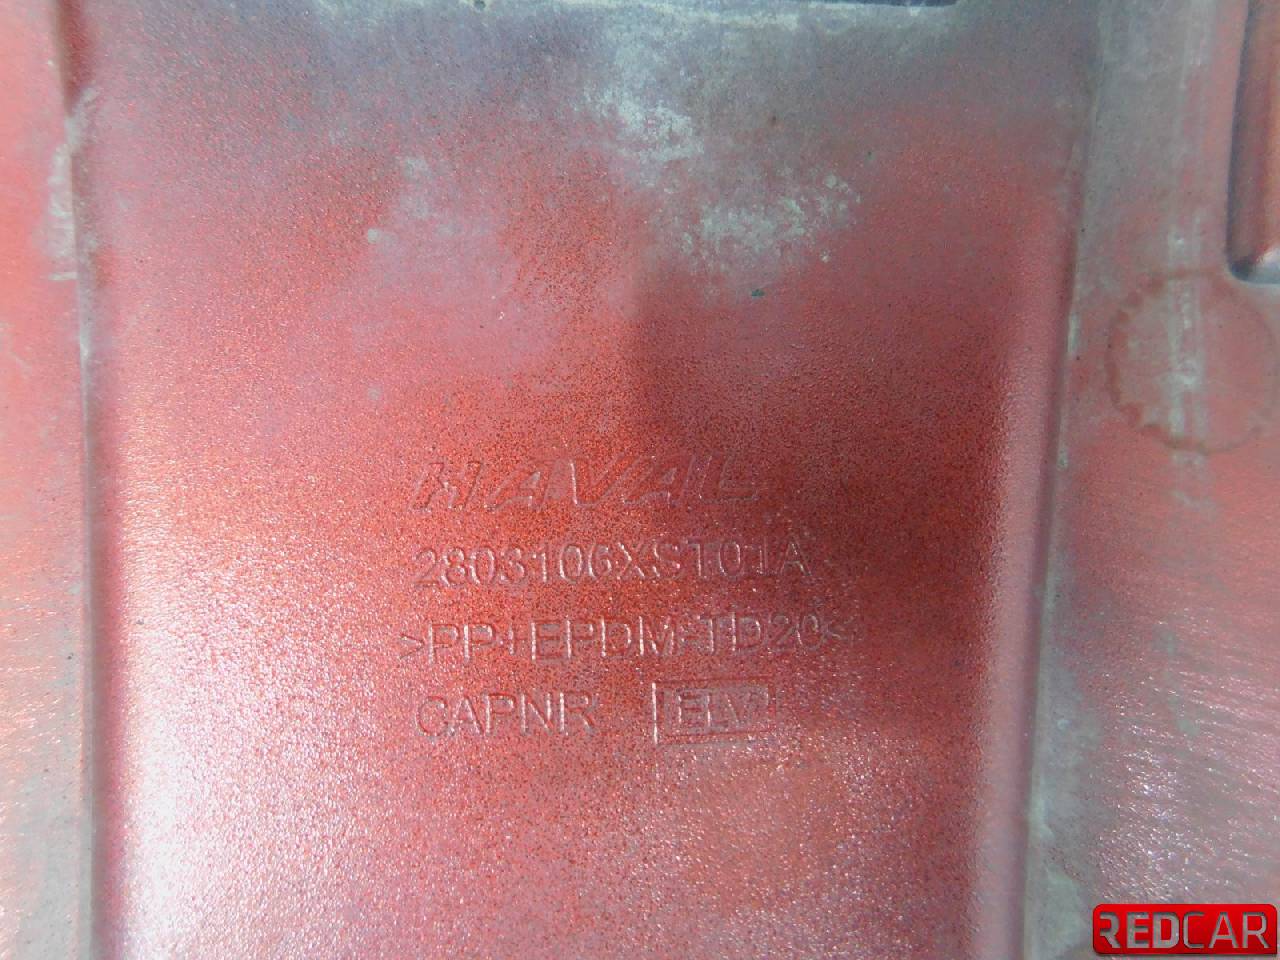 HAVAL
2803106XST01A
>PP+EPDM-TD20<
CAPNR ELV
REDCAR